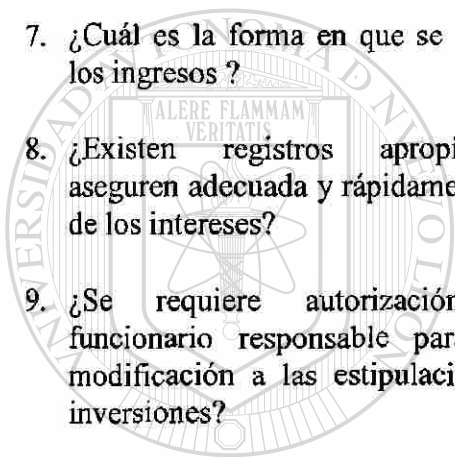 7. ¿Cuál es la forma en que se
los ingresos ?
ALERE FLAMMAM
VERITATIS
8. ¿Existen registros apropi
aseguren adecuada y rápidame
de los intereses?
9. ¿Se requiere autorización
funcionario responsable par
modificación a las estipulaci
inversiones?